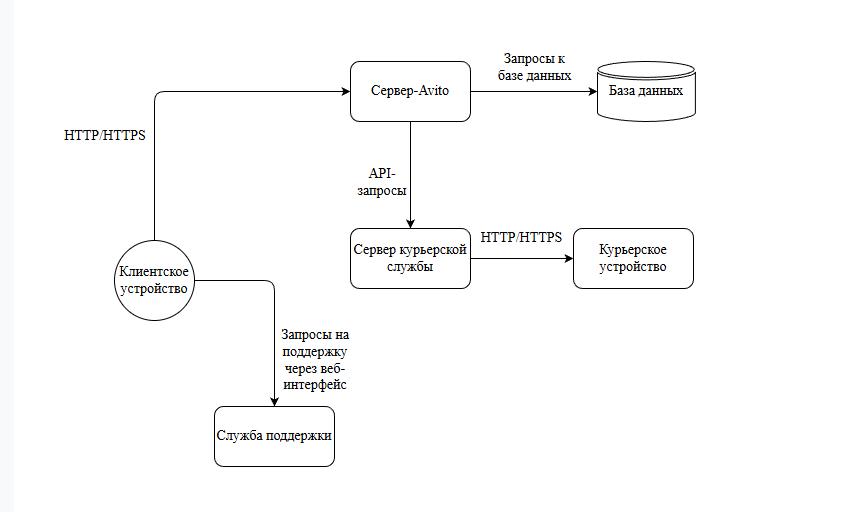 Запросы к
базе данных
Сервер-Avito
База данных
HTTP/HTTPS
API-
запросы
Сервер курьерской
службы
HTTP/HTTPS
Курьерское
устройство
Клиентское
устройство
Запросы на
поддержку
через веб-
интерфейс
Служба поддержки